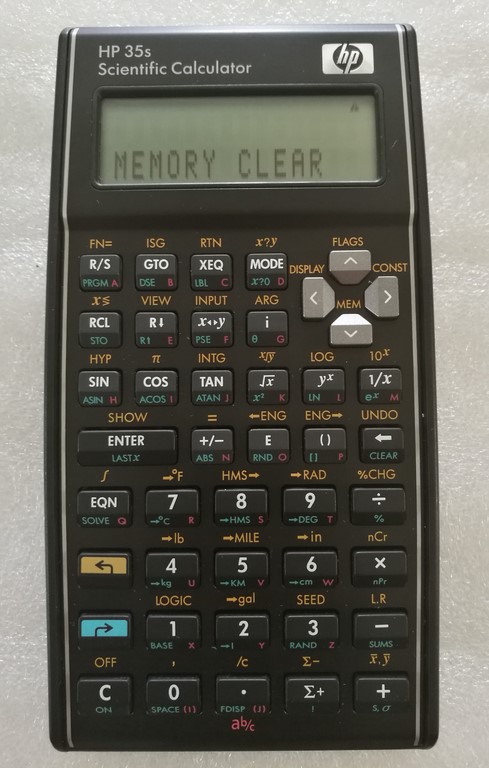 HP 35s
Scientific Calculator
hp
MEMORY CLEAR
FN= ISG RTN x?y FLAGS
R/S GTO XEQ MODE DISPLAY CONST
PRGM A DSE B LBL C x?0 D
x≶ VIEW INPUT ARG MEM
RCL R↓ x↔y i
STO R↑ E PSE F θ G
HYP π INTG ˣ√y LOG 10ˣ
SIN COS TAN √x yˣ 1/x
ASIN H ACOS I ATAN J x² K LN L eˣ M
SHOW = ←ENG ENG→ UNDO
ENTER +/− E () ←
LASTx ABS N RND O [] P CLEAR
∫ →°F HMS→ →RAD %CHG
EQN 7 8 9 ÷
SOLVE Q →°C R →HMS S →DEG T %
→lb →MILE →in nCr
4 5 6 ×
→kg U →KM V →cm W nPr
LOGIC →gal SEED L.R
1 2 3 −
BASE X →l Y RAND Z SUMS
OFF , /c Σ− x̄,ȳ
C 0 . Σ+ +
ON SPACE (I) FDISP (J) ! S,σ
ab/c